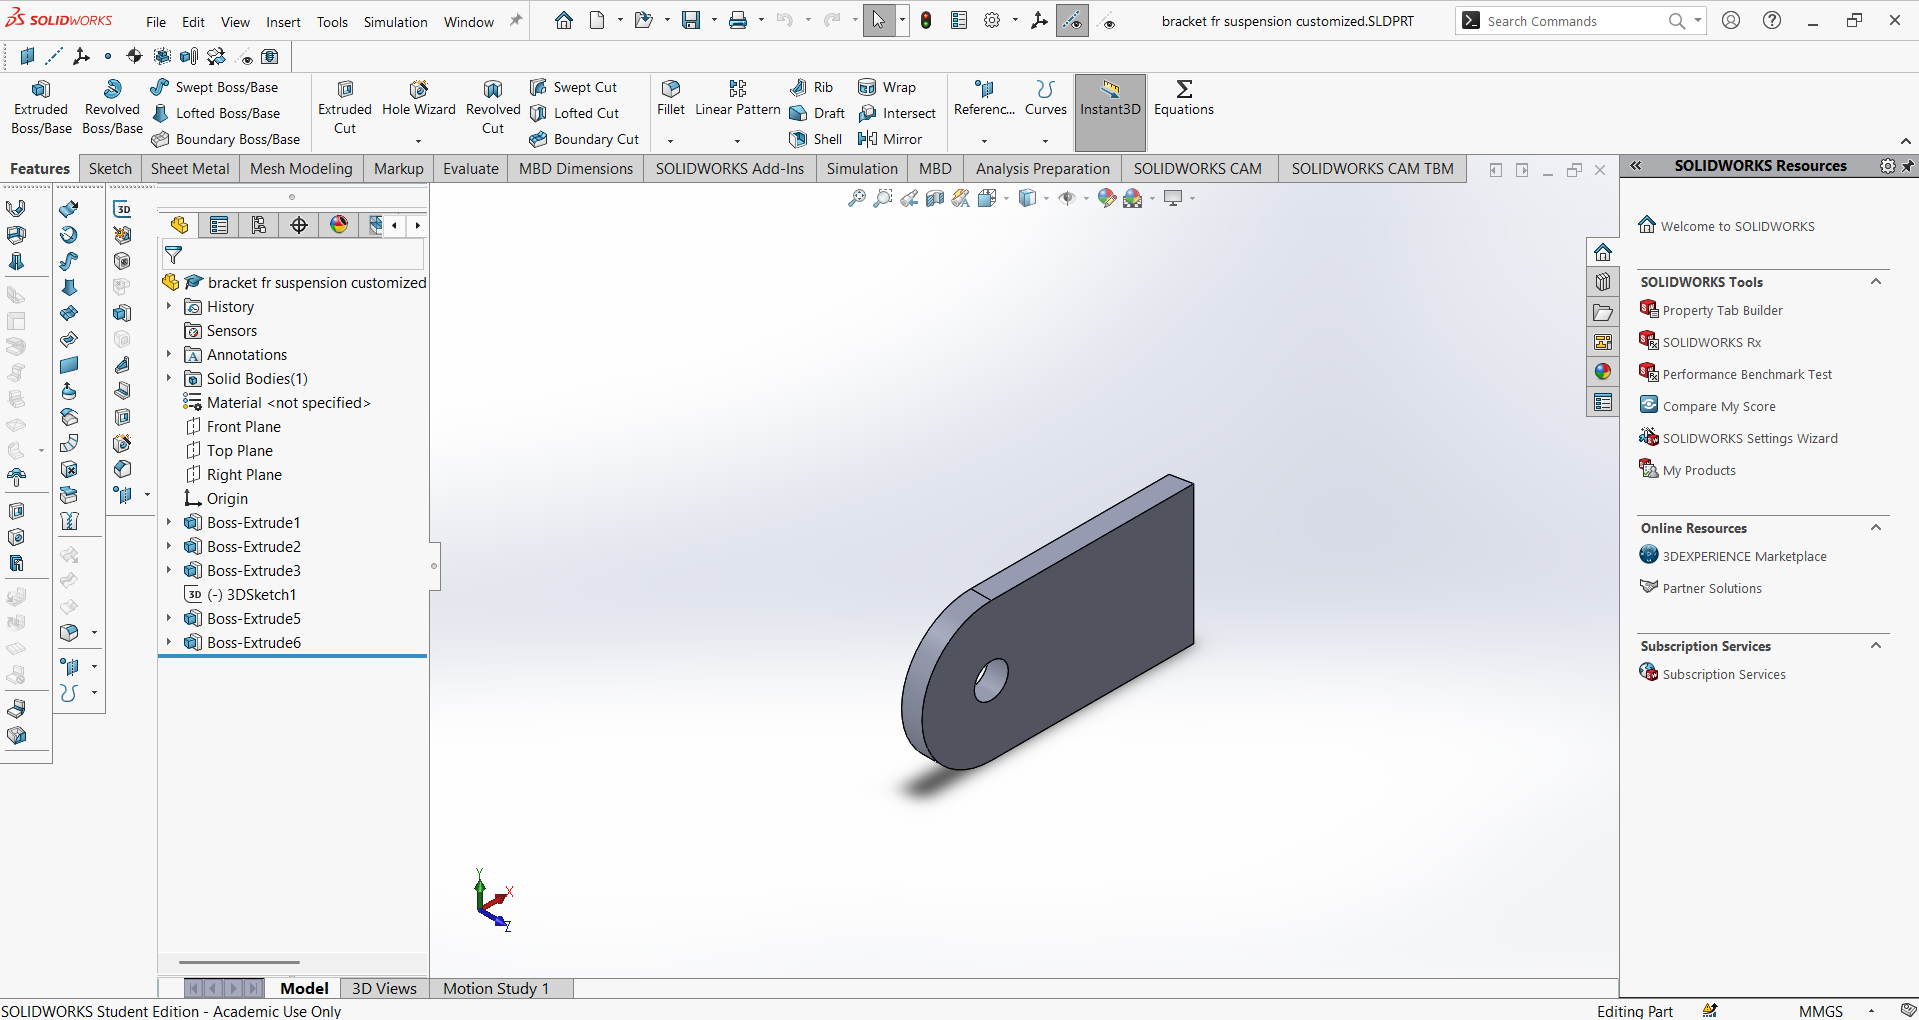 SOLIDWORKS File Edit View Insert Tools Simulation Window bracket fr suspension customized.SLDPRT Search Commands
Extruded Boss/Base
Revolved Boss/Base
Swept Boss/Base
Lofted Boss/Base
Boundary Boss/Base
Extruded Cut
Hole Wizard
Revolved Cut
Swept Cut
Lofted Cut
Boundary Cut
Fillet
Linear Pattern
Rib
Draft
Shell
Wrap
Intersect
Mirror
Referenc...
Curves
Instant3D
Equations
Features Sketch Sheet Metal Mesh Modeling Markup Evaluate MBD Dimensions SOLIDWORKS Add-Ins Simulation MBD Analysis Preparation SOLIDWORKS CAM SOLIDWORKS CAM TBM
3D
bracket fr suspension customized
History
Sensors
Annotations
Solid Bodies(1)
Material <not specified>
Front Plane
Top Plane
Right Plane
Origin
Boss-Extrude1
Boss-Extrude2
Boss-Extrude3
3D (-) 3DSketch1
Boss-Extrude5
Boss-Extrude6
Y
X
Z
SOLIDWORKS Resources
Welcome to SOLIDWORKS
SOLIDWORKS Tools
Property Tab Builder
SOLIDWORKS Rx
Performance Benchmark Test
Compare My Score
SOLIDWORKS Settings Wizard
My Products
Online Resources
3DEXPERIENCE Marketplace
Partner Solutions
Subscription Services
Subscription Services
Model 3D Views Motion Study 1
SOLIDWORKS Student Edition - Academic Use Only Editing Part MMGS